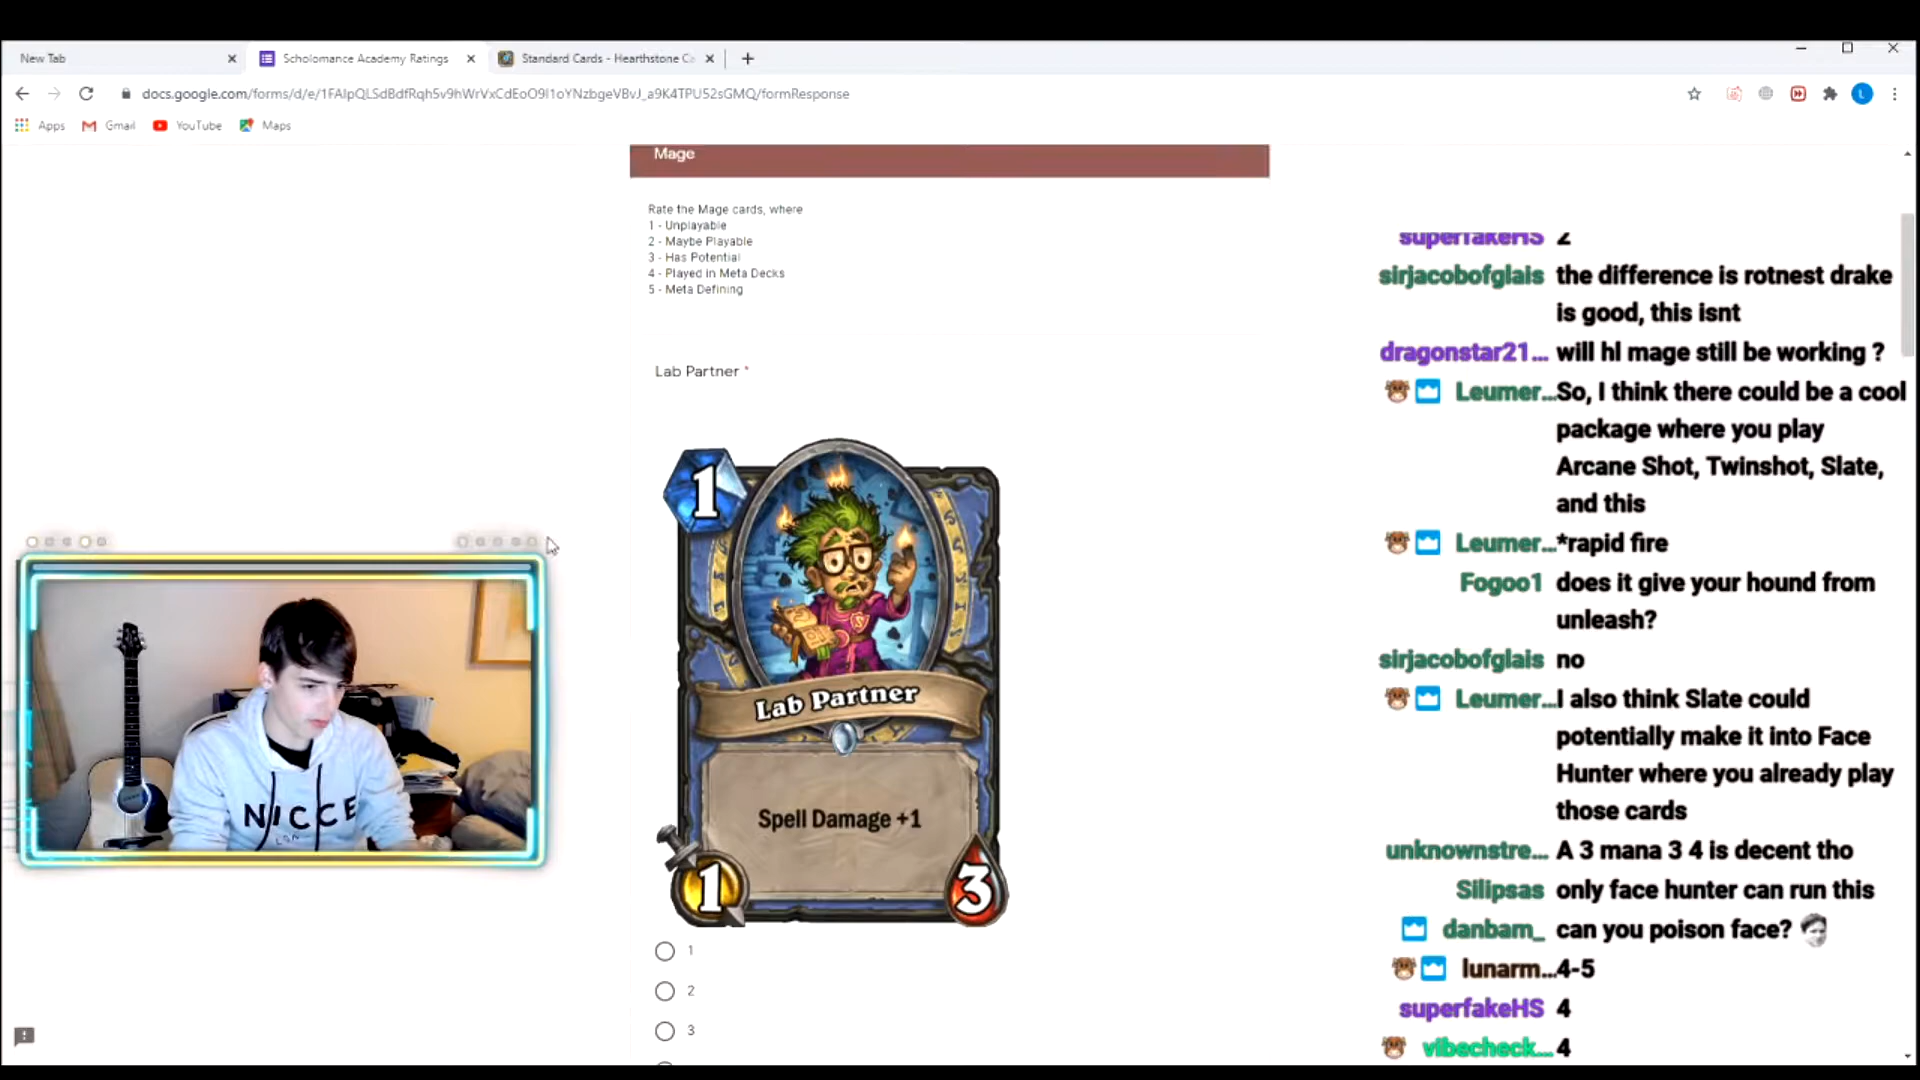 New Tab
Scholomance Academy Ratings
Standard Cards - Hearthstone C
docs.google.com/forms/d/e/1FAIpQLSdBdfRqh5v9hWrVxCdEoO9I1oYNzbgeVBvJ_a9K4TPU52sGMQ/formResponse
L
Apps
Gmail
YouTube
Maps
Mage
Rate the Mage cards, where
1 - Unplayable
2 - Maybe Playable
3 - Has Potential
4 - Played in Meta Decks
5 - Meta Defining
Lab Partner *
1
Lab Partner
Spell Damage +1
1
3
1
2
3
NICCE
superfakeHS 2
sirjacobofglais the difference is rotnest drake
is good, this isnt
dragonstar21... will hl mage still be working ?
Leumer...So, I think there could be a cool
package where you play
Arcane Shot, Twinshot, Slate,
and this
Leumer...*rapid fire
Fogoo1 does it give your hound from
unleash?
sirjacobofglais no
Leumer...I also think Slate could
potentially make it into Face
Hunter where you already play
those cards
unknownstre... A 3 mana 3 4 is decent tho
Silipsas only face hunter can run this
danbam_ can you poison face?
lunarm...4-5
superfakeHS 4
vibecheck...4